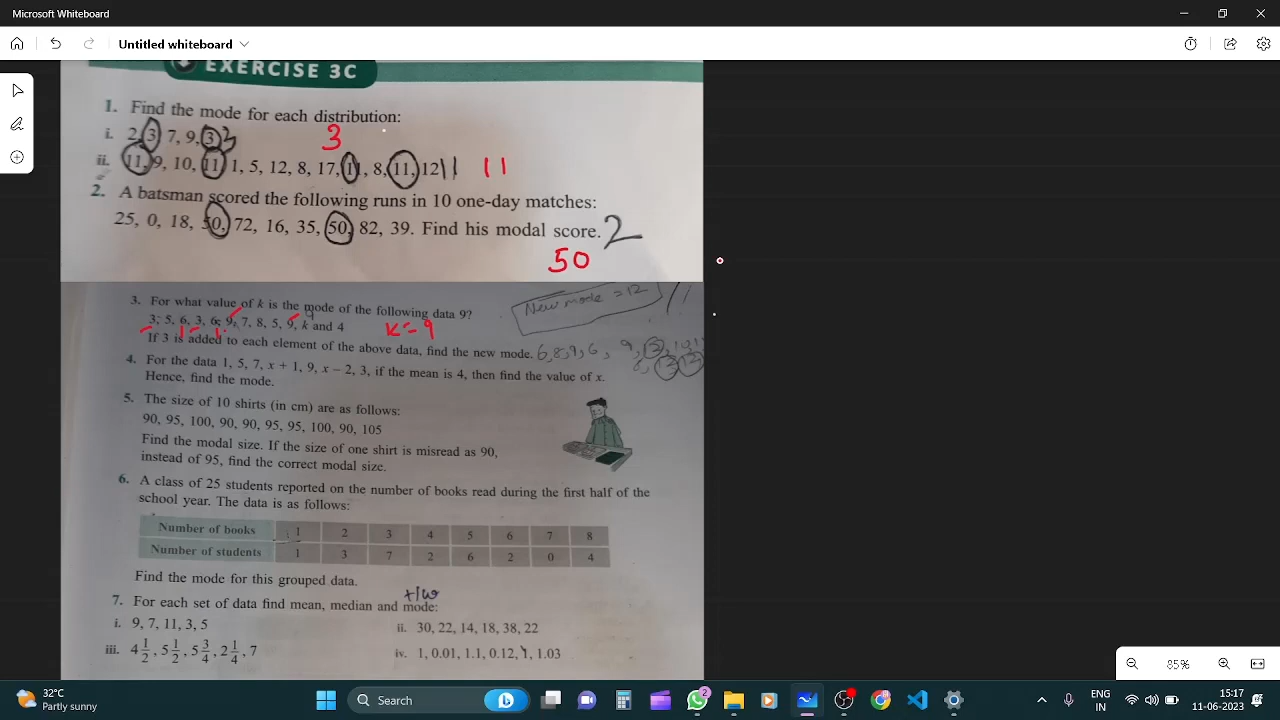 Microsoft Whiteboard
Untitled whiteboard
EXERCISE 3C
1. Find the mode for each distribution:
i. 2, 3, 7, 9, 3 3
3
ii. 11, 9, 10, 11, 1, 5, 12, 8, 17, 11, 8, 11, 12 11
11
2. A batsman scored the following runs in 10 one-day matches:
25, 0, 18, 50, 72, 16, 35, 50, 82, 39. Find his modal score.
2
50
3. For what value of k is the mode of the following data 9?
9
New mode = 12
3, 5, 6, 3, 6, 9, 7, 8, 5, 9, k and 4
k = 9
If 3 is added to each element of the above data, find the new mode.
6, 8, 9, 6,
4. For the data 1, 5, 7, x + 1, 9, x − 2, 3, if the mean is 4, then find the value of x.
Hence, find the mode.
5. The size of 10 shirts (in cm) are as follows:
90, 95, 100, 90, 90, 95, 95, 100, 90, 105
Find the modal size. If the size of one shirt is misread as 90,
instead of 95, find the correct modal size.
6. A class of 25 students reported on the number of books read during the first half of the
school year. The data is as follows:
Number of books 1 2 3 4 5 6 7 8
Number of students 1 3 7 2 6 2 0 4
Find the mode for this grouped data.
+1w
7. For each set of data find mean, median and mode:
i. 9, 7, 11, 3, 5
ii. 30, 22, 14, 18, 38, 22
iii. 4 1/2, 5 1/2, 5 3/4, 2 1/4, 7
iv. 1, 0.01, 1.1, 0.12, 1, 1.03
85%
32°C
Partly sunny
Search
2
ENG
IN
15:17
11-06-2023